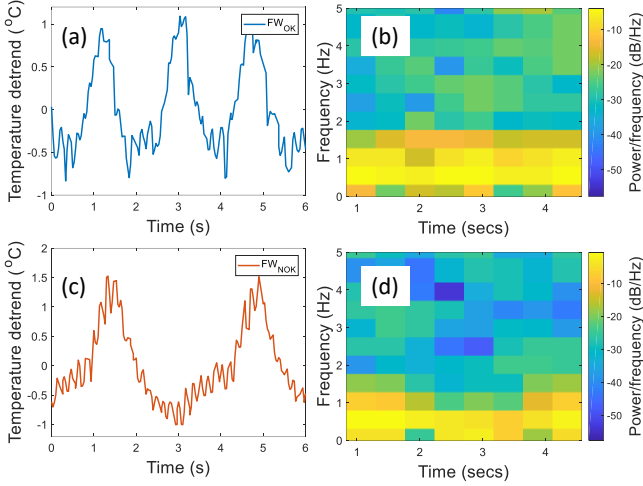 (a)
FW_OK
Temperature detrend (°C)
1
0.5
0
-0.5
-1
0 1 2 3 4 5 6
Time (s)
(b)
Frequency (Hz)
5
4
3
2
1
0
1 2 3 4
Time (secs)
-10
-20
-30
-40
-50
Power/frequency (dB/Hz)
(c)
FW_NOK
Temperature detrend (°C)
2
1.5
1
0.5
0
-0.5
-1
0 1 2 3 4 5 6
Time (s)
(d)
Frequency (Hz)
5
4
3
2
1
0
1 2 3 4
Time (secs)
-10
-20
-30
-40
-50
Power/frequency (dB/Hz)